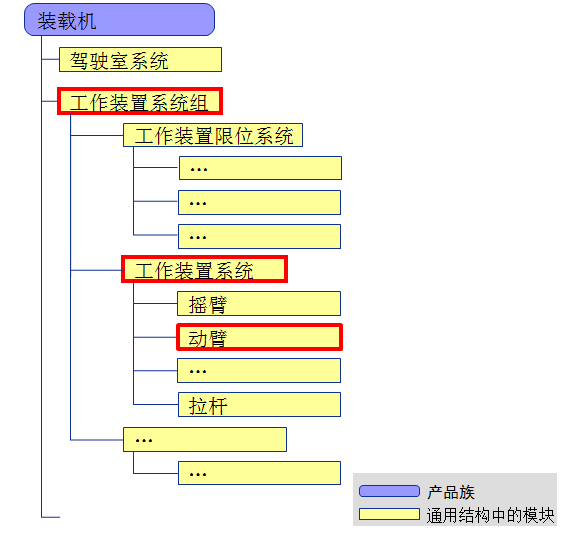 装载机
驾驶室系统
工作装置系统组
工作装置限位系统
...
...
...
工作装置系统
摇臂
动臂
...
拉杆
...
...
产品族
通用结构中的模块